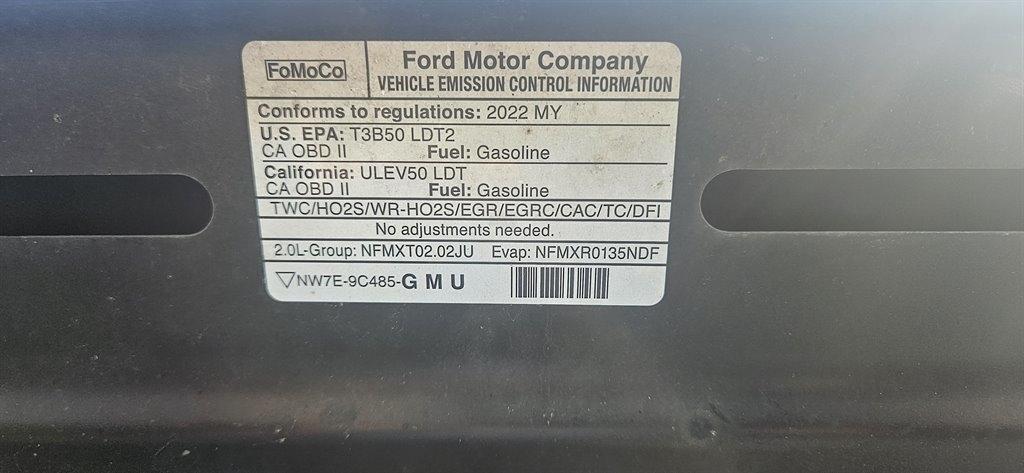 FoMoCo
Ford Motor Company
VEHICLE EMISSION CONTROL INFORMATION
Conforms to regulations: 2022 MY
U.S. EPA: T3B50 LDT2
CA OBD II Fuel: Gasoline
California: ULEV50 LDT
CA OBD II Fuel: Gasoline
TWC/HO2S/WR-HO2S/EGR/EGRC/CAC/TC/DFI
No adjustments needed.
2.0L-Group: NFMXT02.02JU Evap: NFMXR0135NDF
▽NW7E-9C485-GMU